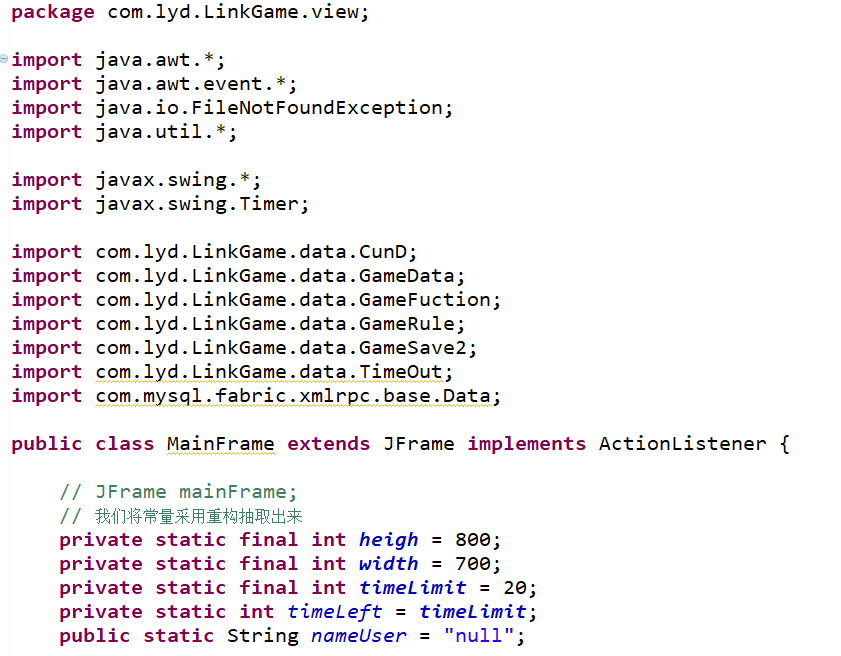 package com.lyd.LinkGame.view;
import java.awt.*;
import java.awt.event.*;
import java.io.FileNotFoundException;
import java.util.*;
import javax.swing.*;
import javax.swing.Timer;
import com.lyd.LinkGame.data.CunD;
import com.lyd.LinkGame.data.GameData;
import com.lyd.LinkGame.data.GameFuction;
import com.lyd.LinkGame.data.GameRule;
import com.lyd.LinkGame.data.GameSave2;
import com.lyd.LinkGame.data.TimeOut;
import com.mysql.fabric.xmlrpc.base.Data;
public class MainFrame extends JFrame implements ActionListener {
// JFrame mainFrame;
// 我们将常量采用重构抽取出来
private static final int heigh = 800;
private static final int width = 700;
private static final int timeLimit = 20;
private static int timeLeft = timeLimit;
public static String nameUser = "null";